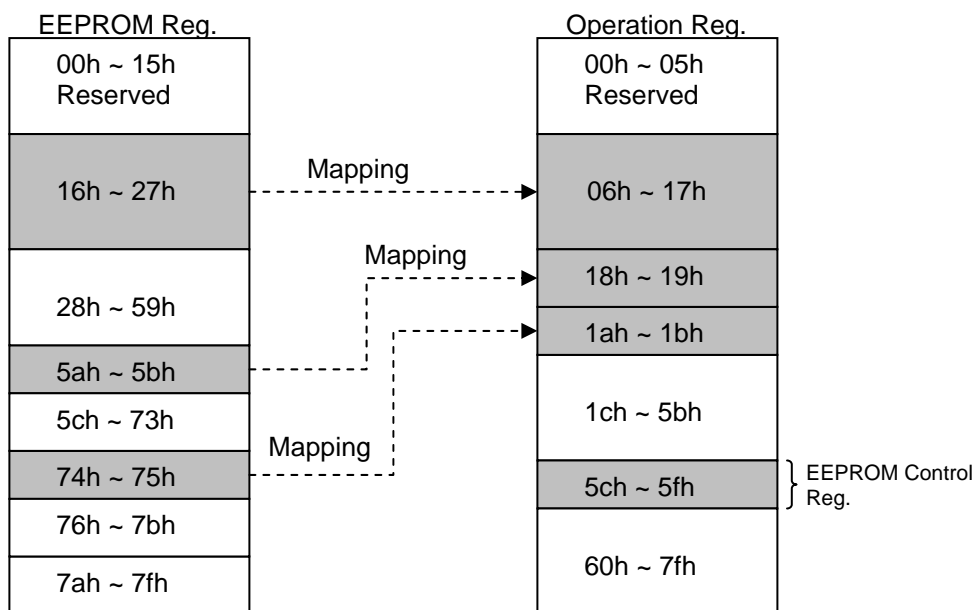 EEPROM Reg.
00h ~ 15h
Reserved
16h ~ 27h
28h ~ 59h
5ah ~ 5bh
5ch ~ 73h
74h ~ 75h
76h ~ 7bh
7ah ~ 7fh
Mapping
Mapping
Mapping
Operation Reg.
00h ~ 05h
Reserved
06h ~ 17h
18h ~ 19h
1ah ~ 1bh
1ch ~ 5bh
5ch ~ 5fh
60h ~ 7fh
EEPROM Control
Reg.